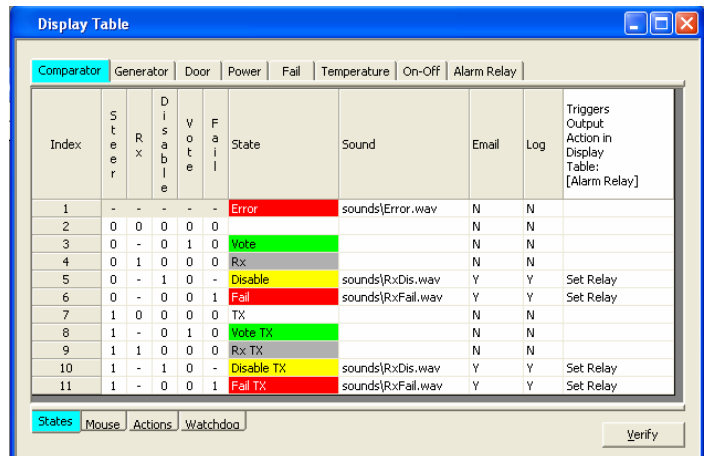 Display Table
Comparator Generator Door Power Fail Temperature On-Off Alarm Relay
Index Steer Rx Disable Vote Fail State Sound Email Log Triggers Output Action in Display Table: [Alarm Relay]
1 - - - - - Error sounds\Error.wav N N
2 0 0 0 0 0 N N
3 0 - 0 1 0 Vote N N
4 0 1 0 0 0 Rx N N
5 0 - 1 0 - Disable sounds\RxDis.wav Y Y Set Relay
6 0 - 0 0 1 Fail sounds\RxFail.wav Y Y Set Relay
7 1 0 0 0 0 TX N N
8 1 - 0 1 0 Vote TX N N
9 1 1 0 0 0 Rx TX N N
10 1 - 1 0 - Disable TX sounds\RxDis.wav Y Y Set Relay
11 1 - 0 0 1 Fail TX sounds\RxFail.wav Y Y Set Relay
States Mouse Actions Watchdog
Verify